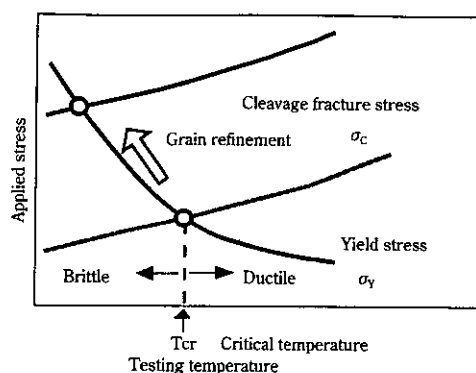 Applied stress
Cleavage fracture stress
σC
Grain refinement
Yield stress
σY
Brittle
Ductile
Tcr Critical temperature
Testing temperature